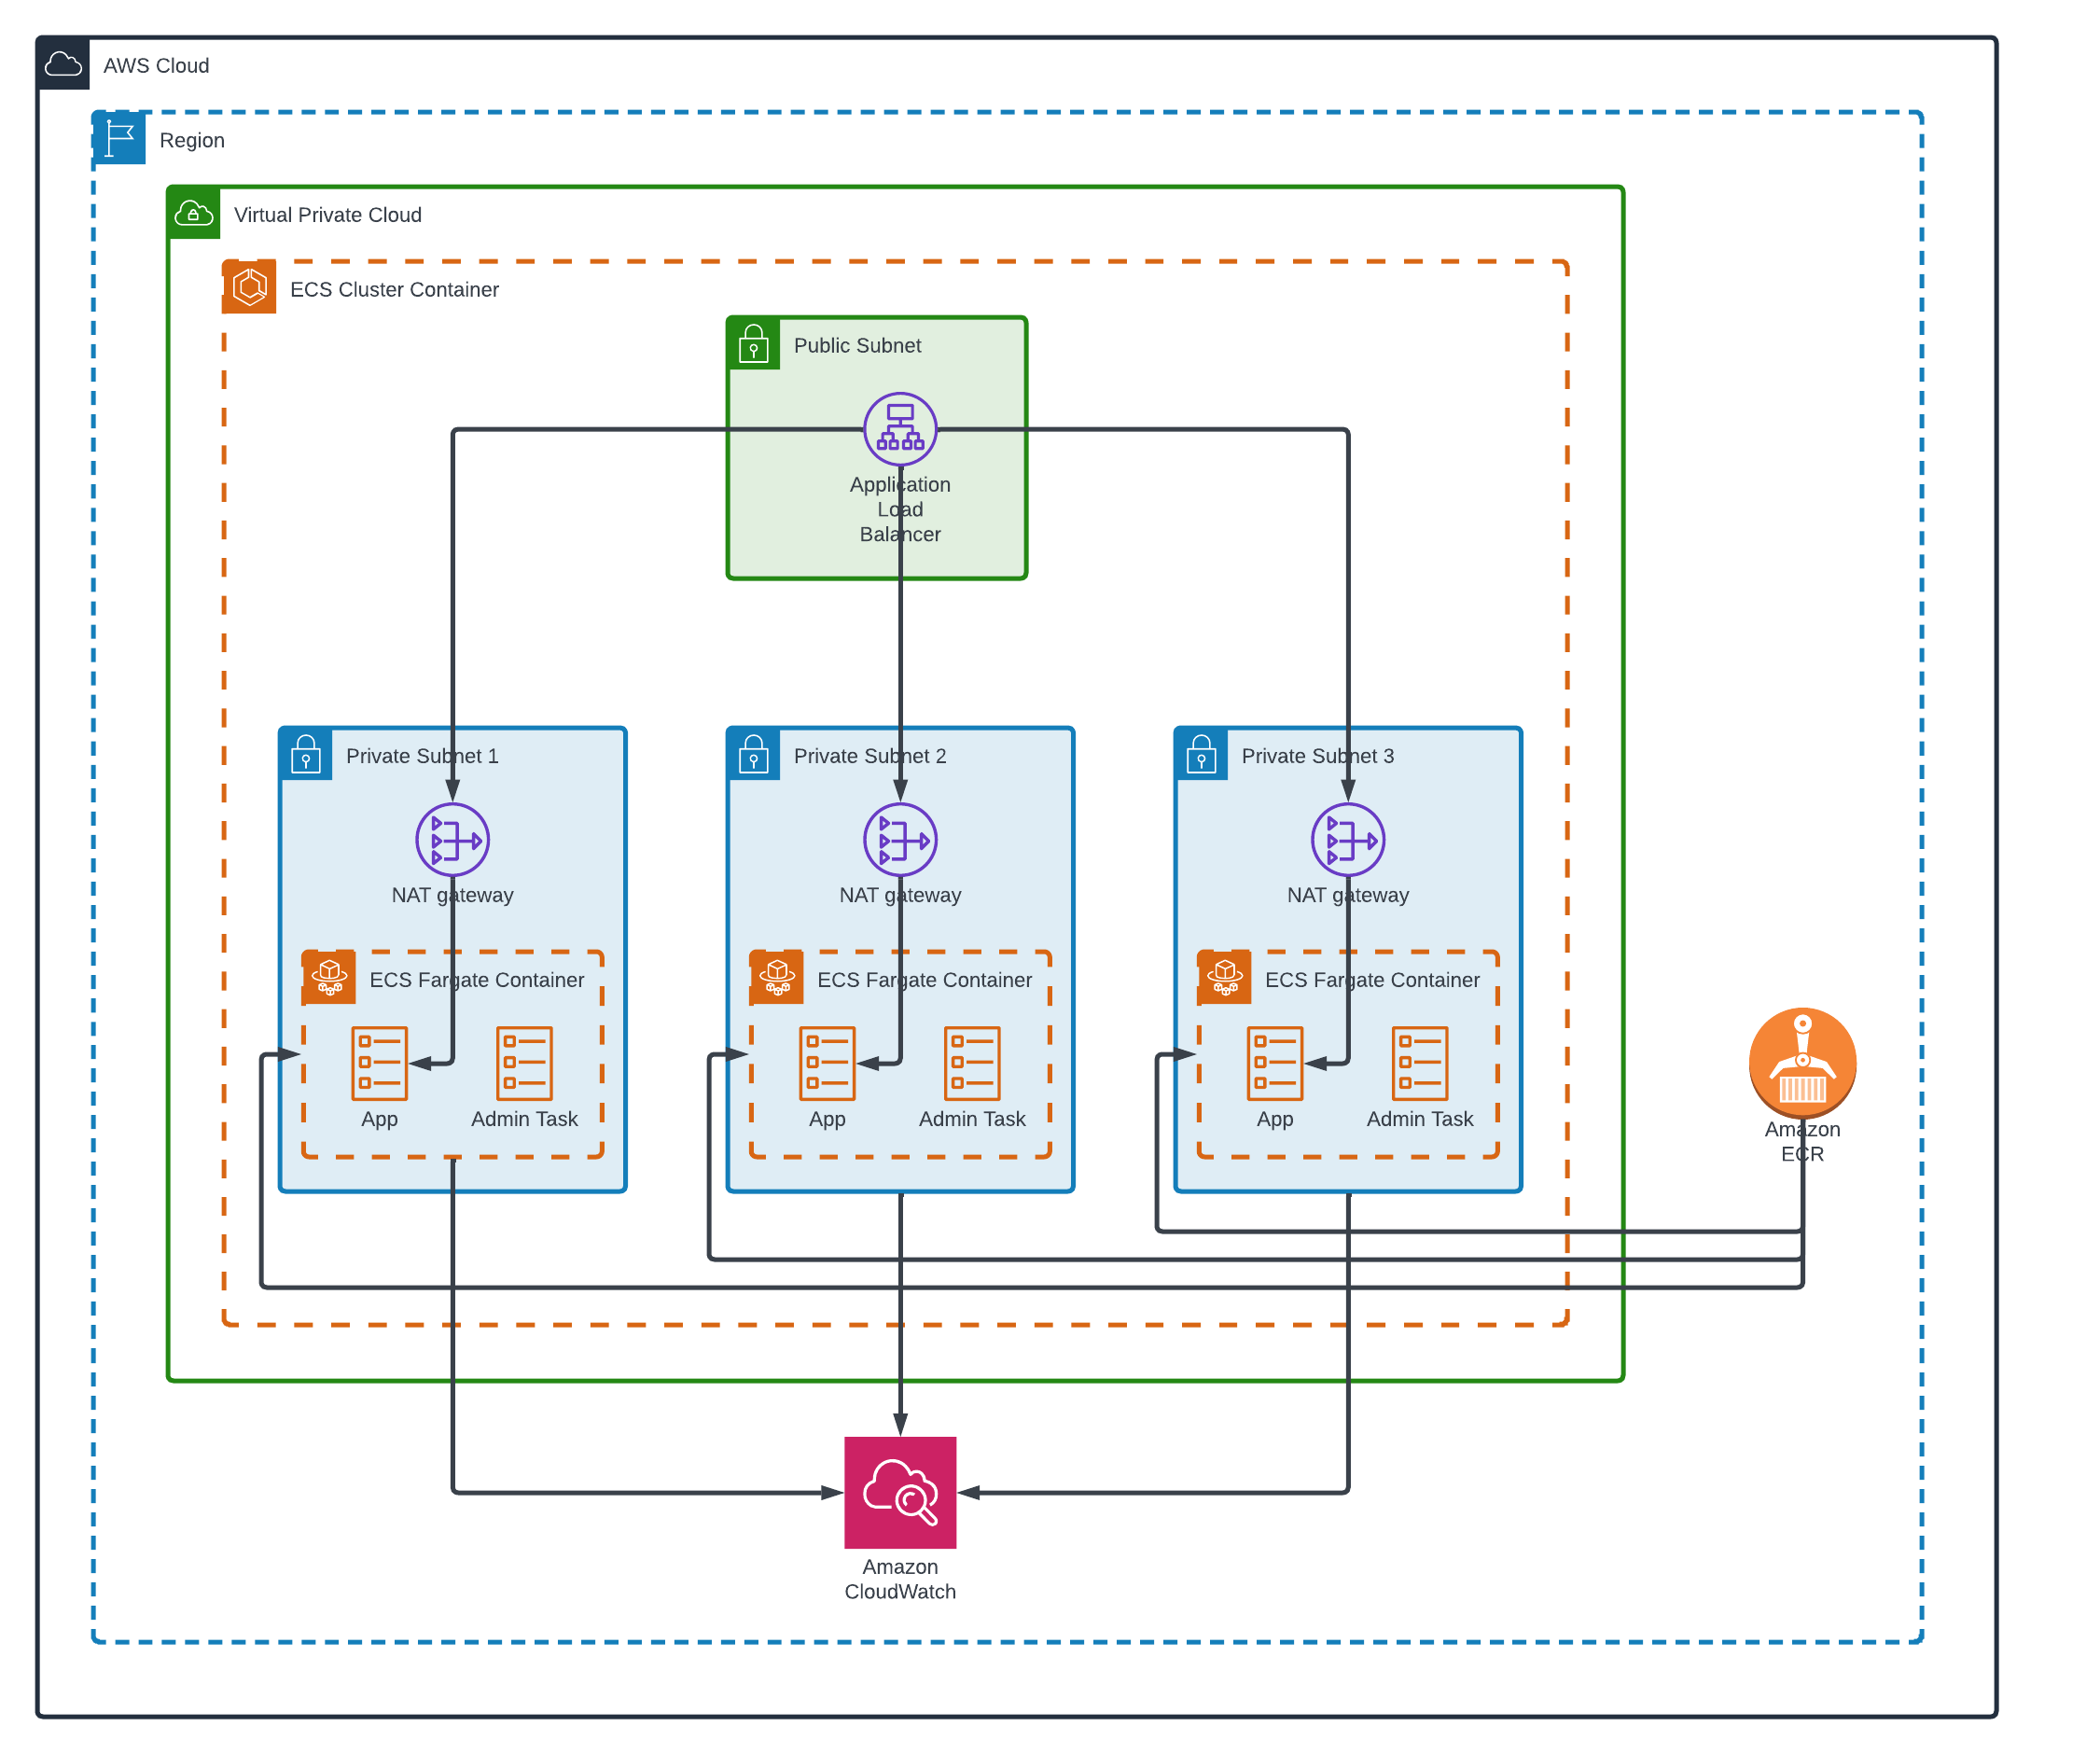 AWS Cloud
Region
Virtual Private Cloud
ECS Cluster Container
Public Subnet
Application
Load
Balancer
Private Subnet 1
NAT gateway
ECS Fargate Container
App
Admin Task
Private Subnet 2
NAT gateway
ECS Fargate Container
App
Admin Task
Private Subnet 3
NAT gateway
ECS Fargate Container
App
Admin Task
Amazon
ECR
Amazon
CloudWatch